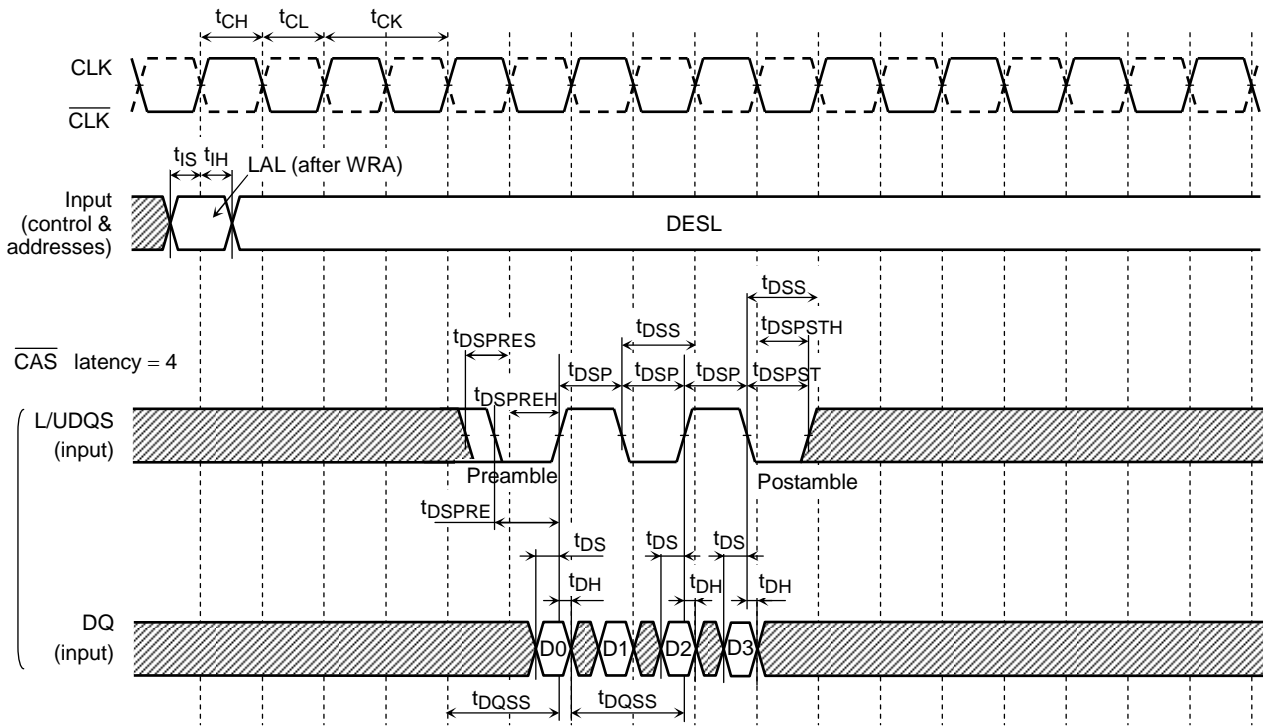 tCH tCL tCK
CLK
CLK
tIS tIH LAL (after WRA)
Input
(control &
addresses)
DESL
tDSS
tDSPSTH
tDSS
tDSPRES
CAS latency = 4
tDSP tDSP tDSP tDSPST
tDSPREH
L/UDQS
(input)
Preamble
Postamble
tDSPRE
tDS tDS tDS
tDH tDH tDH
DQ
(input)
D0 D1 D2 D3
tDQSS tDQSS